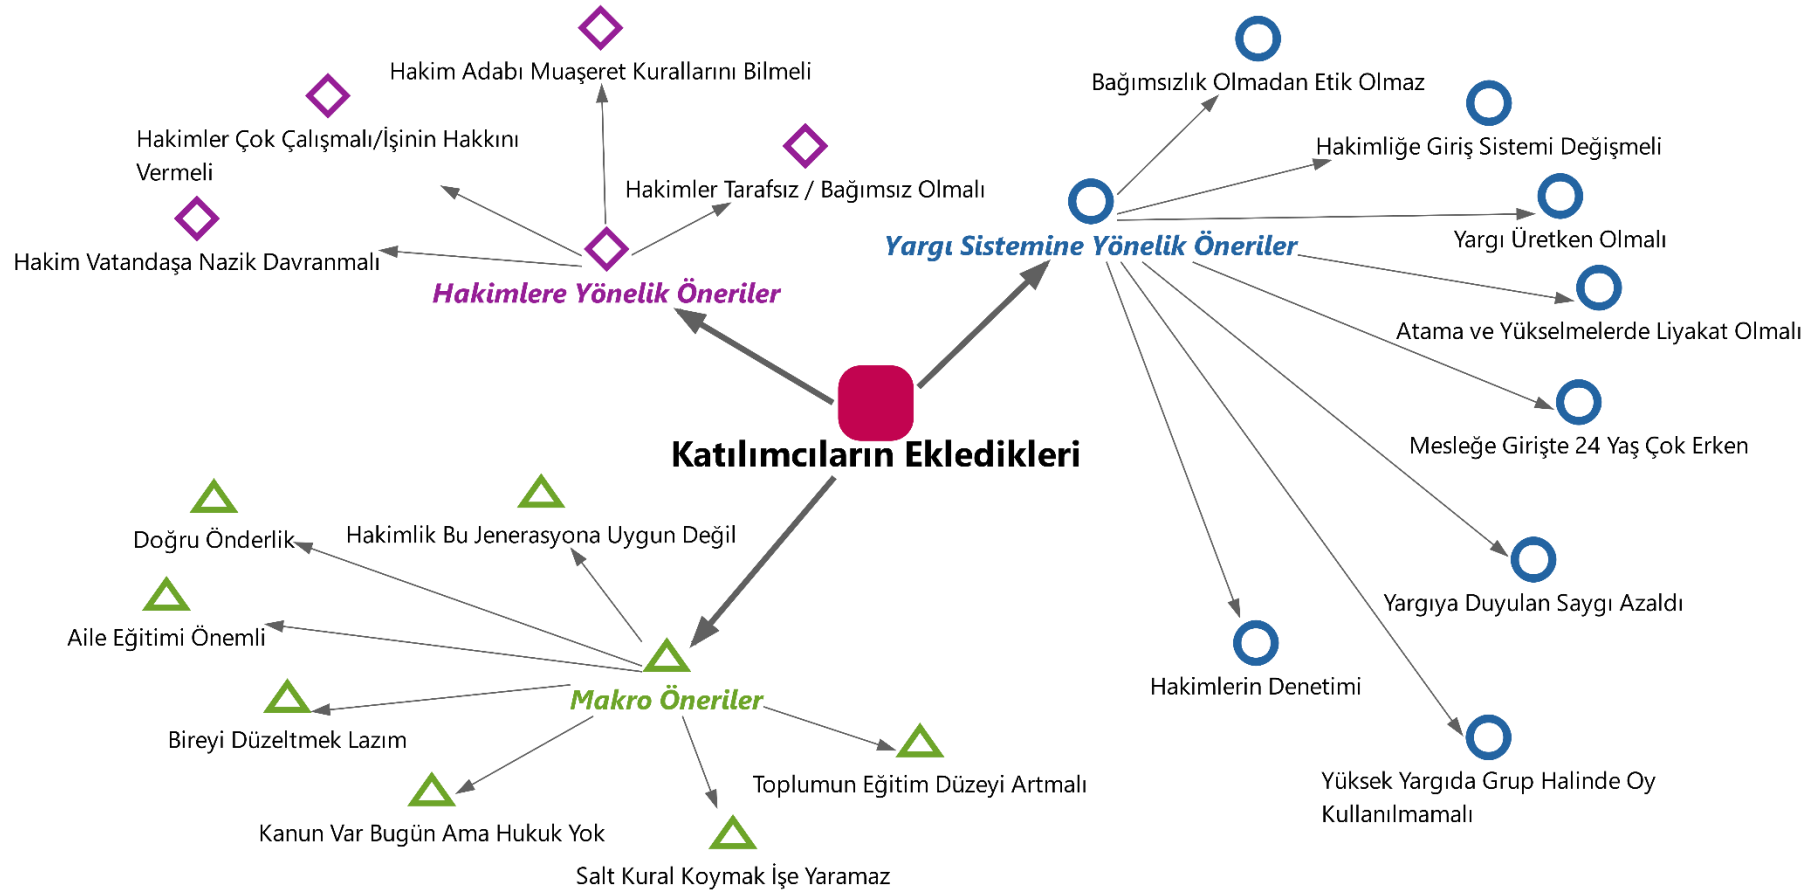 Hakim Adabı Muaşeret Kurallarını Bilmeli
Hakimler Çok Çalışmalı/İşinin Hakkını
Vermeli
Hakimler Tarafsız / Bağımsız Olmalı
Hakim Vatandaşa Nazik Davranmalı
Hakimlere Yönelik Öneriler
Bağımsızlık Olmadan Etik Olmaz
Hakimliğe Giriş Sistemi Değişmeli
Yargı Üretken Olmalı
Yargı Sistemine Yönelik Öneriler
Atama ve Yükselmelerde Liyakat Olmalı
Mesleğe Girişte 24 Yaş Çok Erken
Katılımcıların Ekledikleri
Yargıya Duyulan Saygı Azaldı
Hakimlerin Denetimi
Yüksek Yargıda Grup Halinde Oy
Kullanılmamalı
Doğru Önderlik
Hakimlik Bu Jenerasyona Uygun Değil
Aile Eğitimi Önemli
Makro Öneriler
Bireyi Düzeltmek Lazım
Toplumun Eğitim Düzeyi Artmalı
Kanun Var Bugün Ama Hukuk Yok
Salt Kural Koymak İşe Yaramaz